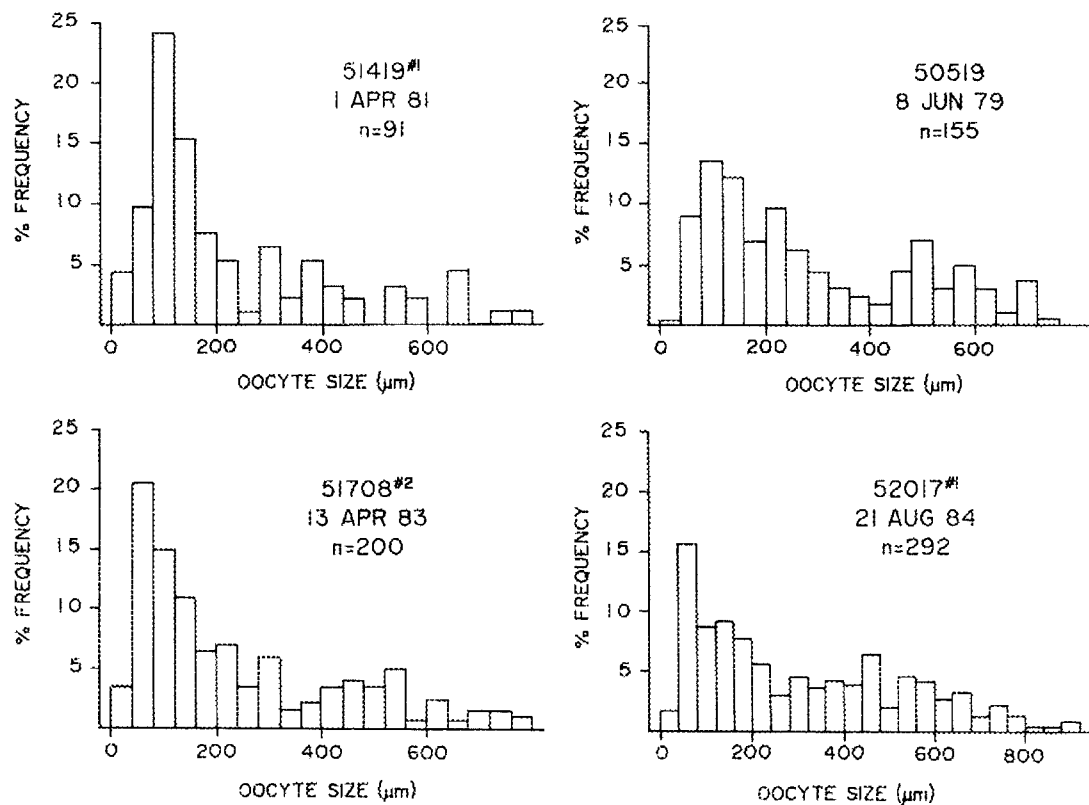 25
20
15
10
5
% FREQUENCY
51419#1
1 APR 81
n=91
0 200 400 600
OOCYTE SIZE (µm)
25
20
15
10
5
% FREQUENCY
50519
8 JUN 79
n=155
0 200 400 600
OOCYTE SIZE (µm)
25
20
15
10
5
% FREQUENCY
51708#2
13 APR 83
n=200
0 200 400 600
OOCYTE SIZE (µm)
25
20
15
10
5
% FREQUENCY
52017#1
21 AUG 84
n=292
0 200 400 600 800
OOCYTE SIZE (µm)